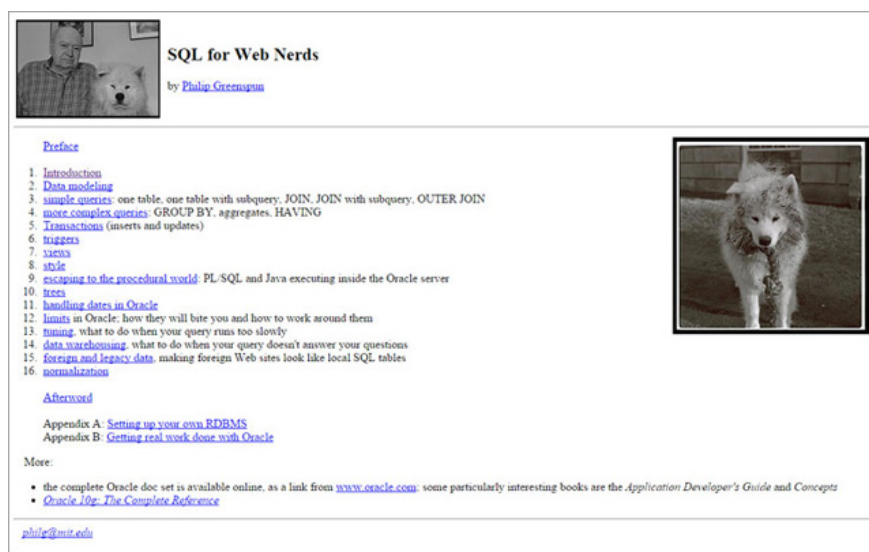 SQL for Web Nerds
by Philip Greenspun
Preface
1. Introduction
2. Data modeling
3. simple queries: one table, one table with subquery, JOIN, JOIN with subquery, OUTER JOIN
4. more complex queries: GROUP BY, aggregates, HAVING
5. Transactions (inserts and updates)
6. triggers
7. views
8. style
9. escaping to the procedural world: PL/SQL and Java executing inside the Oracle server
10. trees
11. handling dates in Oracle
12. limits in Oracle; how they will bite you and how to work around them
13. tuning, what to do when your query runs too slowly
14. data warehousing, what to do when your query doesn't answer your questions
15. foreign and legacy data, making foreign Web sites look like local SQL tables
16. normalization
Afterword
Appendix A: Setting up your own RDBMS
Appendix B: Getting real work done with Oracle
More:
• the complete Oracle doc set is available online, as a link from www.oracle.com; some particularly interesting books are the Application Developer's Guide and Concepts
• Oracle 10g: The Complete Reference
philg@mit.edu